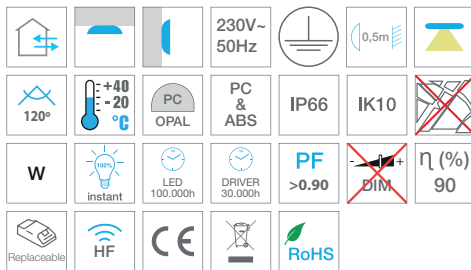 230V~
50Hz
0,5m
120º
+40
-20
°C
PC
OPAL
PC
&
ABS
IP66
IK10
W
100%
instant
LED
100.000h
DRIVER
30.000h
PF
>0.90
- +
DIM
η (%)
90
Replaceable
HF
CE
RoHS